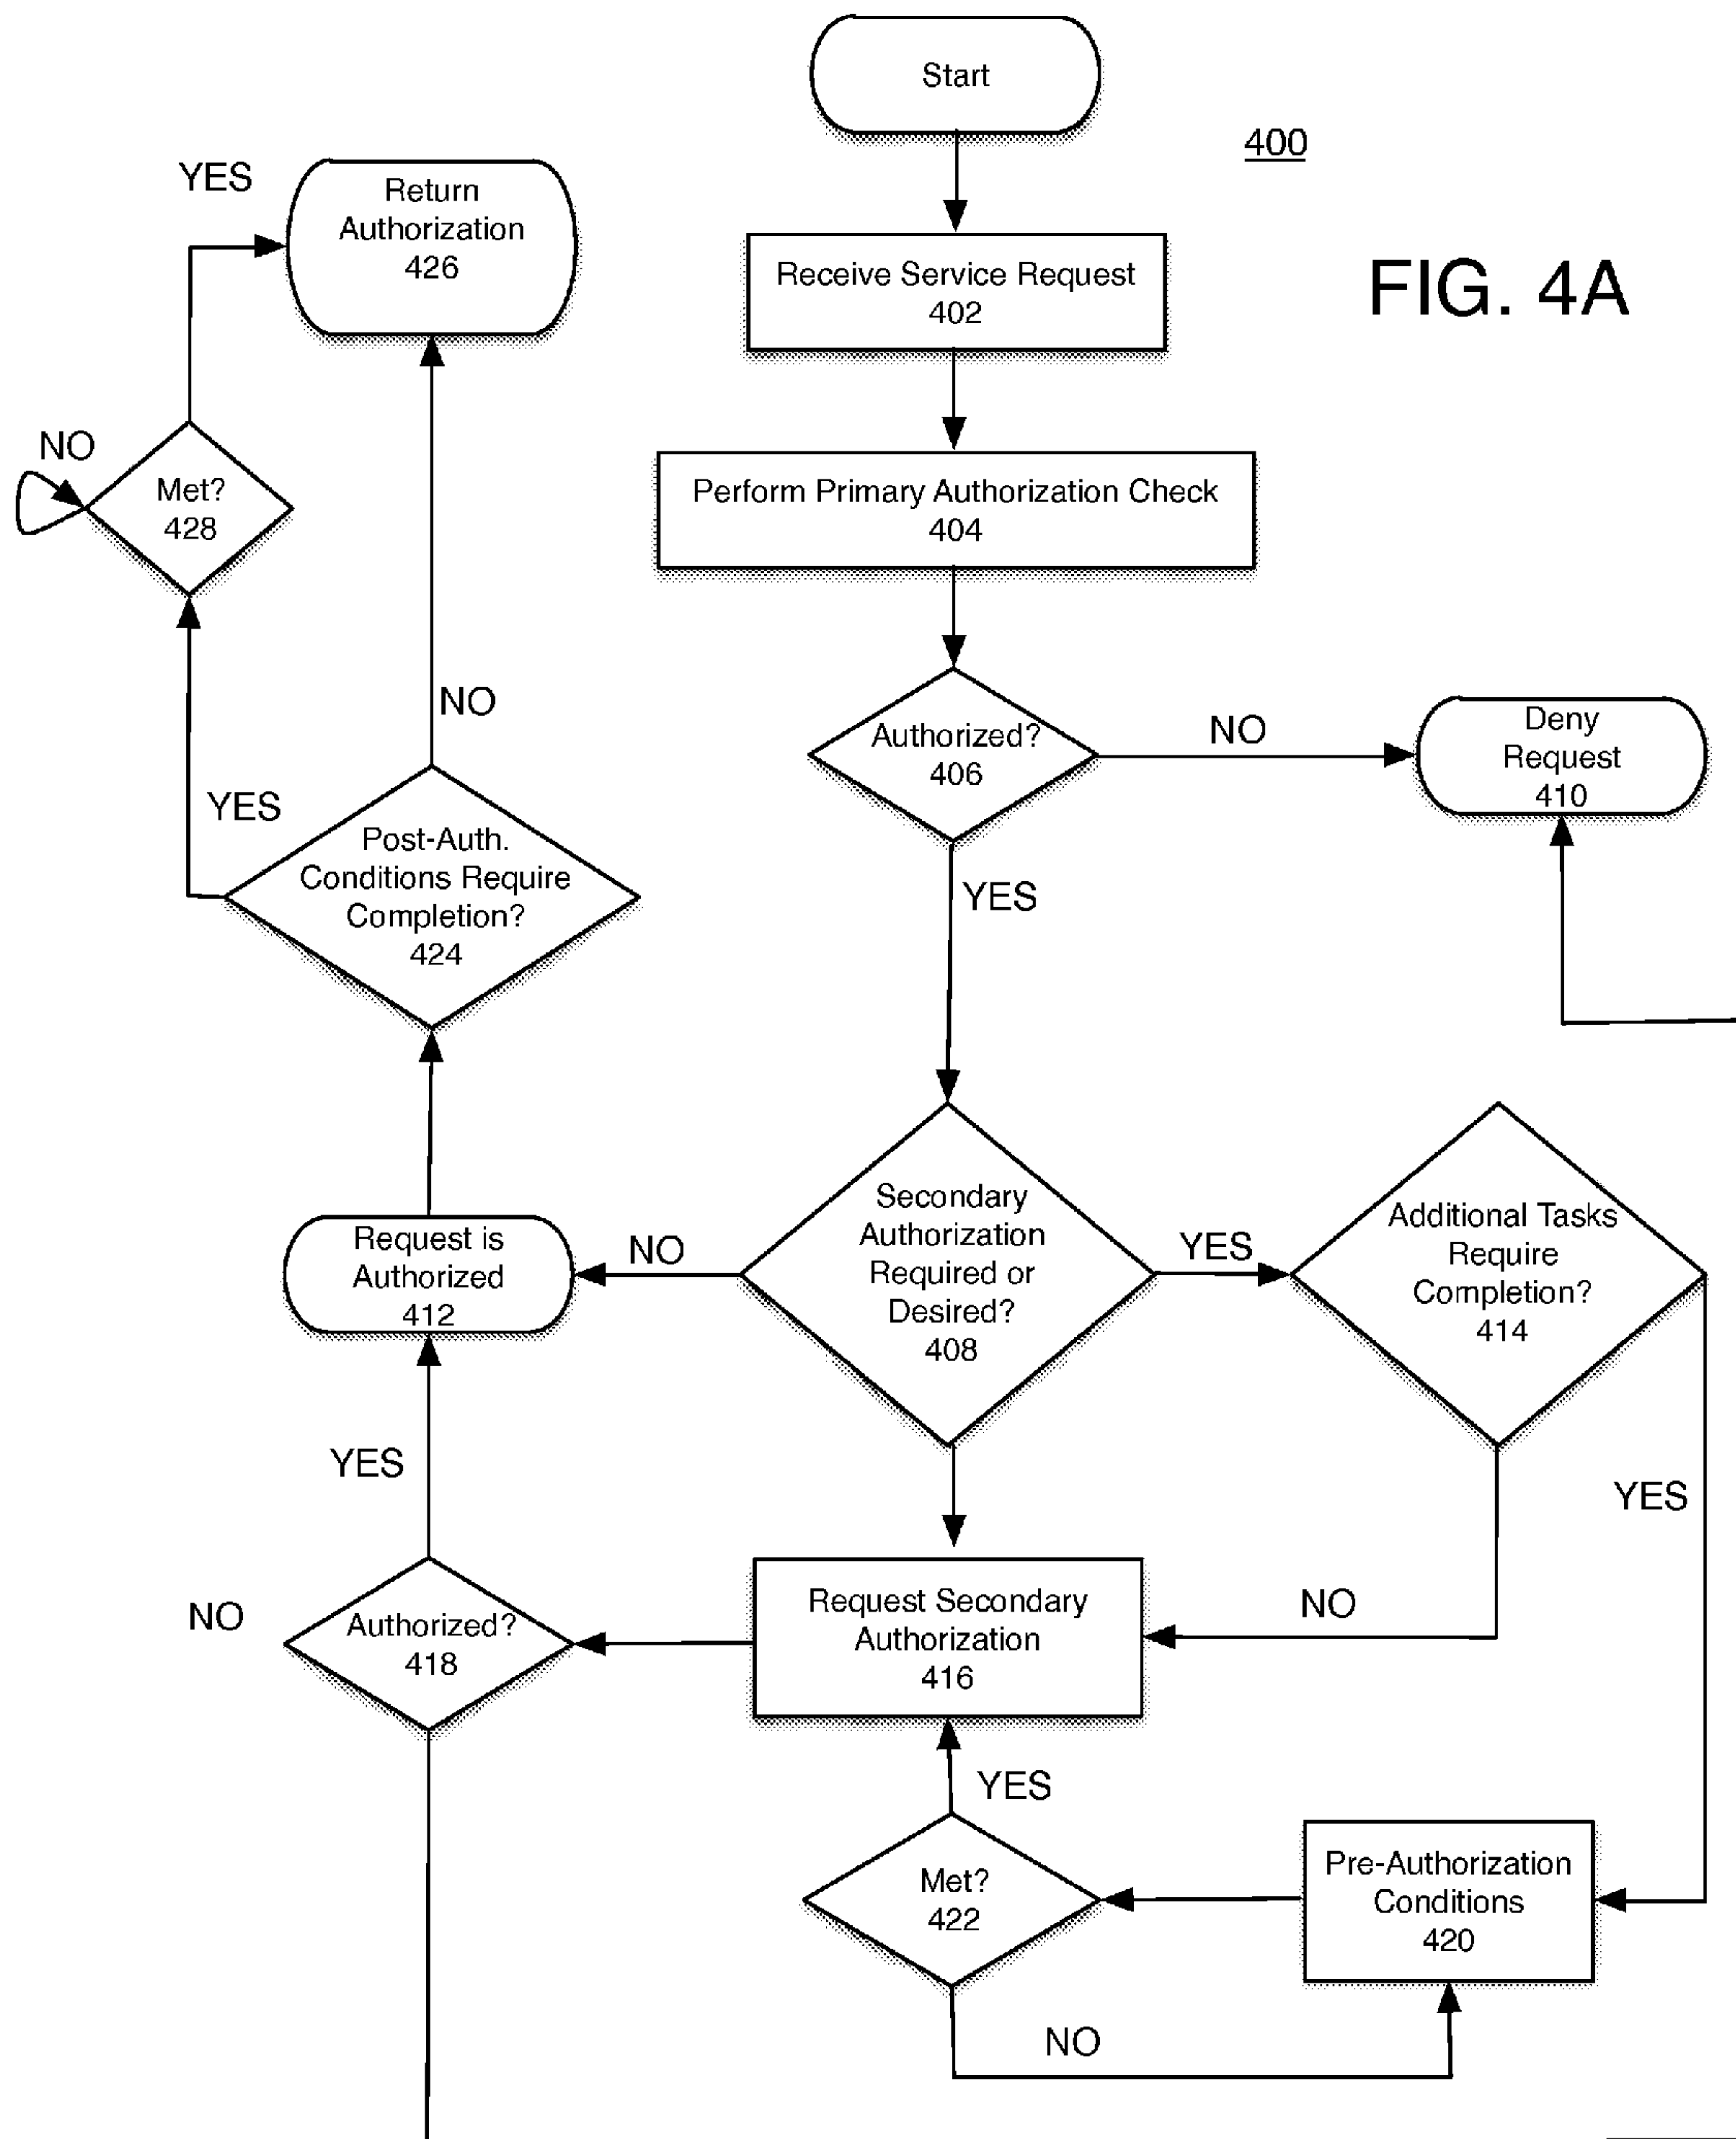 Start
400
FIG. 4A
YES
Return
Authorization
426
Receive Service Request
402
NO
Met?
428
Perform Primary Authorization Check
404
NO
Authorized?
406
NO
Deny
Request
410
YES
Post-Auth.
Conditions Require
Completion?
424
YES
Request is
Authorized
412
NO
Secondary
Authorization
Required or
Desired?
408
YES
Additional Tasks
Require
Completion?
414
YES
YES
NO
Authorized?
418
Request Secondary
Authorization
416
NO
YES
Met?
422
Pre-Authorization
Conditions
420
NO